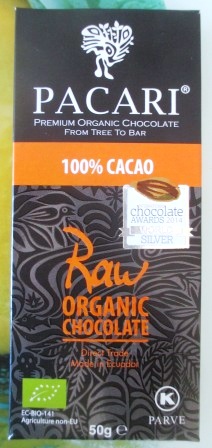 PACARI®
PREMIUM ORGANIC CHOCOLATE
FROM TREE TO BAR
100% CACAO
chocolate
AWARDS 2014
SILVER
Raw
ORGANIC
CHOCOLATE
Direct Trade
Made in Ecuador
EC-BIO-141
Agriculture non-EU
50g e
K
PARVE